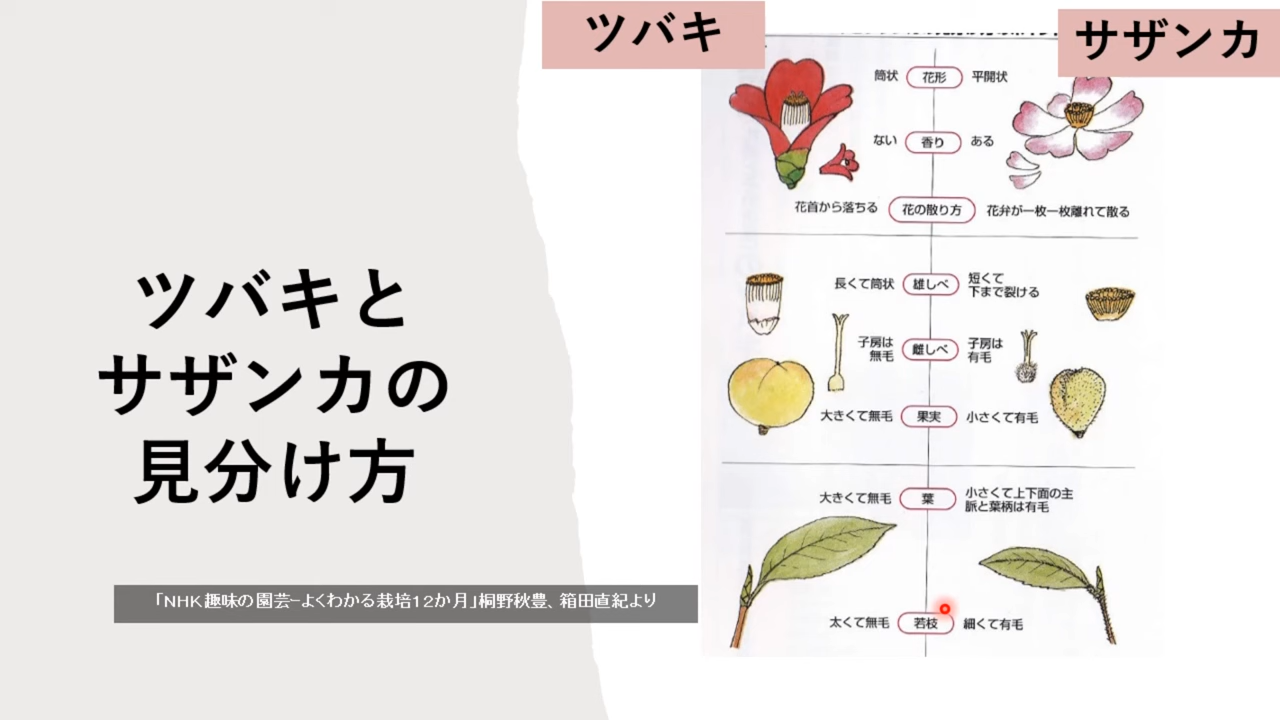 ツバキ
サザンカ
ツバキと
サザンカの
見分け方
「NHK趣味の園芸-よくわかる栽培12か月」桐野秋豊、箱田直紀より
筒状 花形 平開状
ない 香り ある
花首から落ちる 花の散り方 花弁が一枚一枚離れて散る
長くて筒状 雄しべ 短くて
下まで裂ける
子房は
無毛 雌しべ 子房は
有毛
大きくて無毛 果実 小さくて有毛
大きくて無毛 葉 小さくて上下面の主
脈と葉柄は有毛
太くて無毛 若枝 細くて有毛